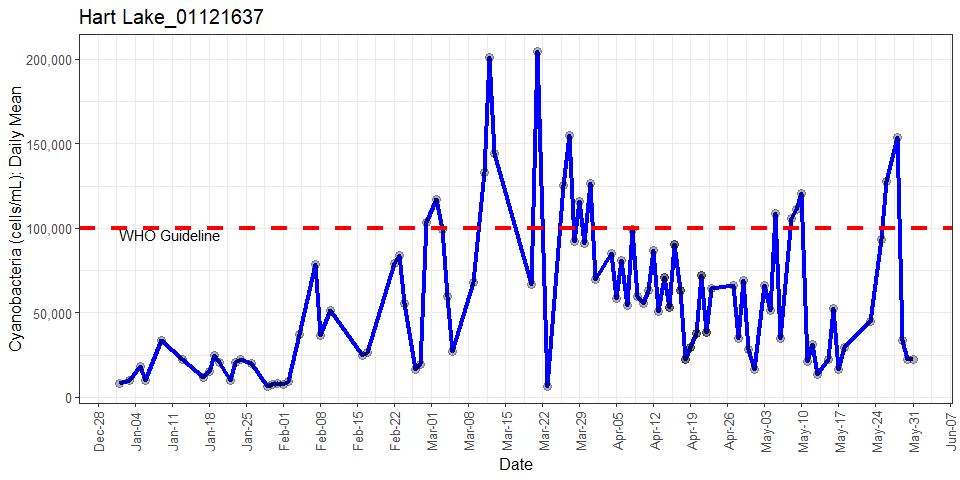 Hart Lake_01121637
Cyanobacteria (cells/mL): Daily Mean
200,000
150,000
100,000
50,000
0
WHO Guideline
Dec-28
Jan-04
Jan-11
Jan-18
Jan-25
Feb-01
Feb-08
Feb-15
Feb-22
Mar-01
Mar-08
Mar-15
Mar-22
Mar-29
Apr-05
Apr-12
Apr-19
Apr-26
May-03
May-10
May-17
May-24
May-31
Jun-07
Date